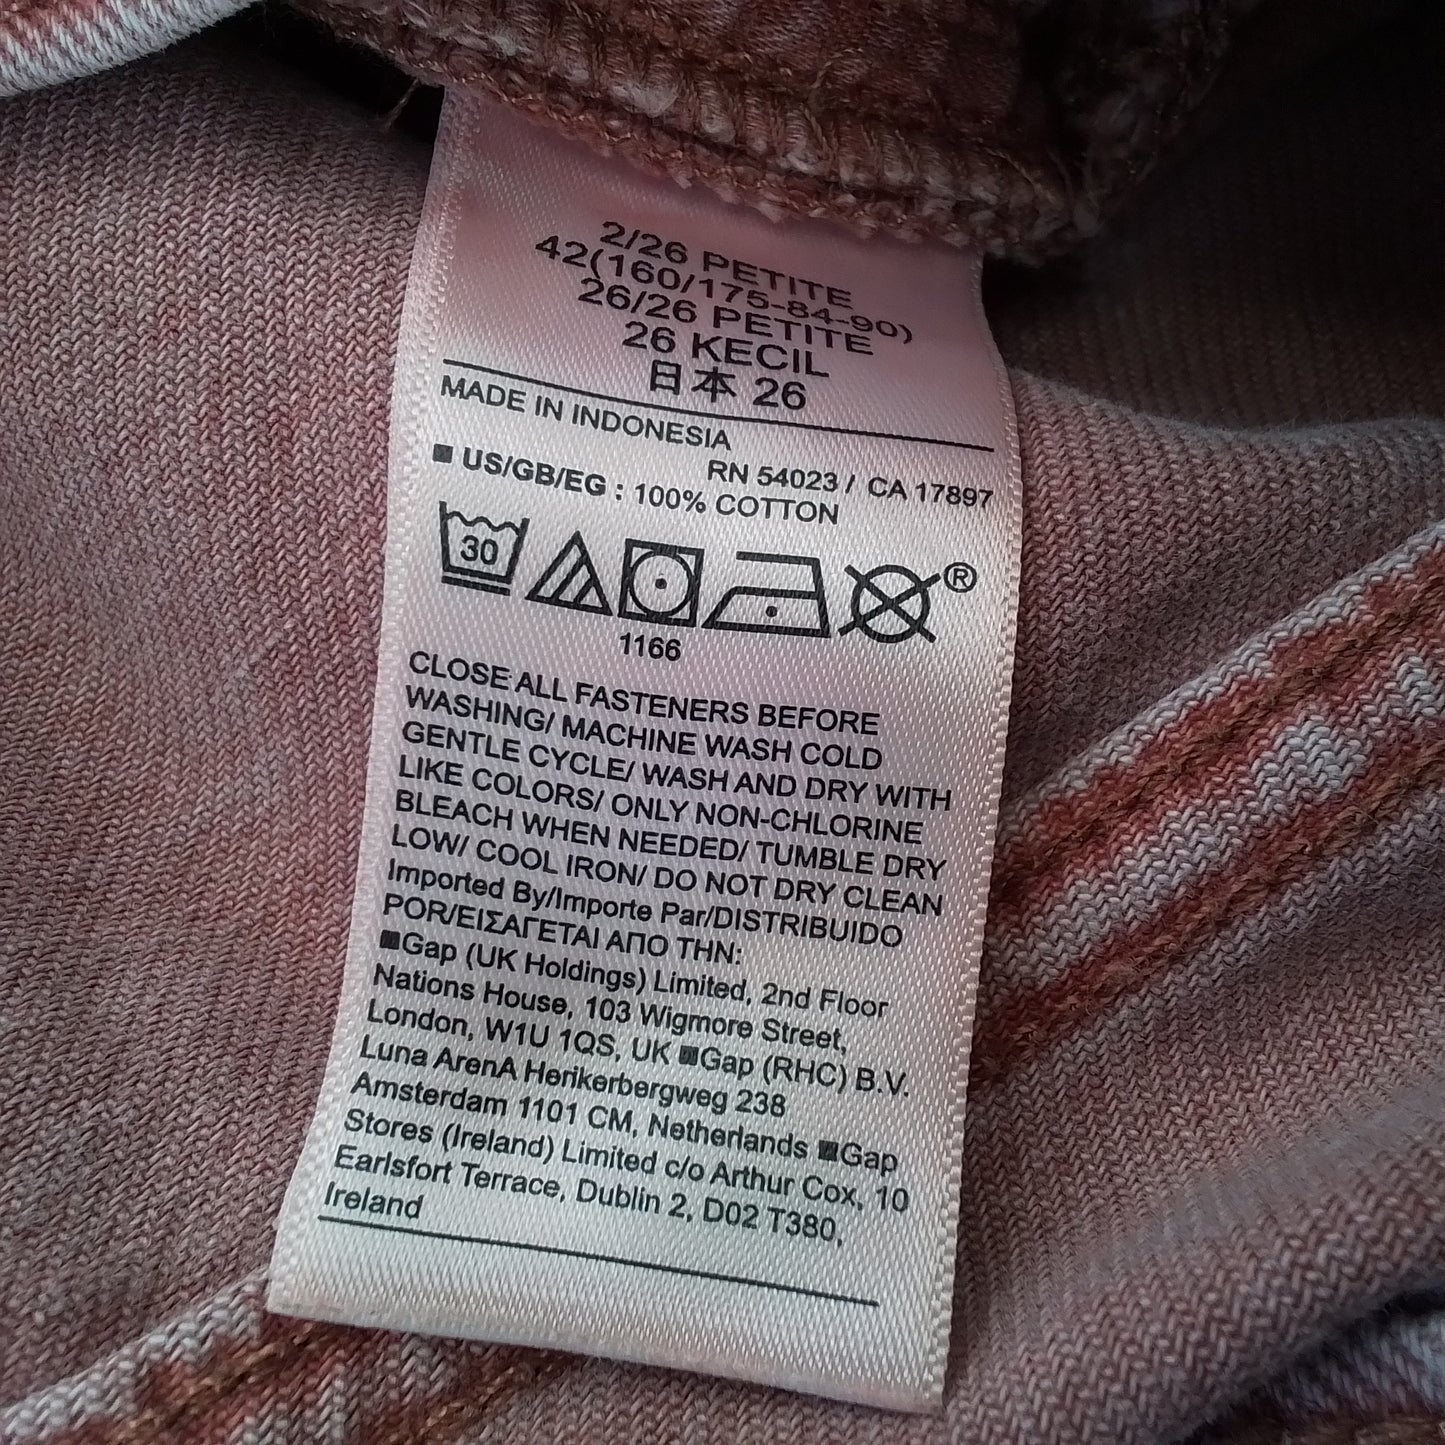 2/26 PETITE
42(160/175-84-90)
26/26 PETITE
26 KECIL
日本 26
MADE IN INDONESIA
RN 54023 / CA 17897
US/GB/EG : 100% COTTON
30
®
1166
CLOSE ALL FASTENERS BEFORE
WASHING/ MACHINE WASH COLD
GENTLE CYCLE/ WASH AND DRY WITH
LIKE COLORS/ ONLY NON-CHLORINE
BLEACH WHEN NEEDED/ TUMBLE DRY
LOW/ COOL IRON/ DO NOT DRY CLEAN
Imported By/Importe Par/DISTRIBUIDO
POR/ΕΙΣΑΓΕΤΑΙ ΑΠΟ ΤΗΝ:
■Gap (UK Holdings) Limited, 2nd Floor
Nations House, 103 Wigmore Street,
London, W1U 1QS, UK ■Gap (RHC) B.V.
Luna ArenA Herikerbergweg 238
Amsterdam 1101 CM, Netherlands ■Gap
Stores (Ireland) Limited c/o Arthur Cox, 10
Earlsfort Terrace, Dublin 2, D02 T380,
Ireland